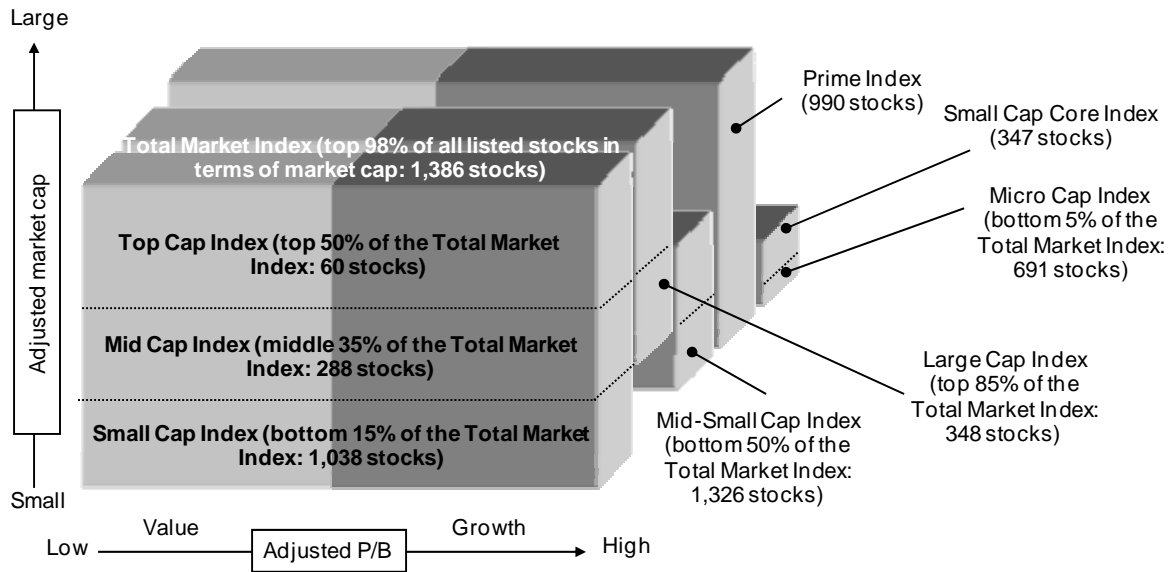 Large
Adjusted market cap
Small
Total Market Index (top 98% of all listed stocks in
terms of market cap: 1,386 stocks)
Top Cap Index (top 50% of the Total Market
Index: 60 stocks)
Mid Cap Index (middle 35% of the Total Market
Index: 288 stocks)
Small Cap Index (bottom 15% of the Total Market
Index: 1,038 stocks)
Prime Index
(990 stocks)
Small Cap Core Index
(347 stocks)
Micro Cap Index
(bottom 5% of the
Total Market Index:
691 stocks)
Large Cap Index
(top 85% of the
Total Market Index:
348 stocks)
Mid-Small Cap Index
(bottom 50% of the
Total Market Index:
1,326 stocks)
Value
Growth
Low
Adjusted P/B
High